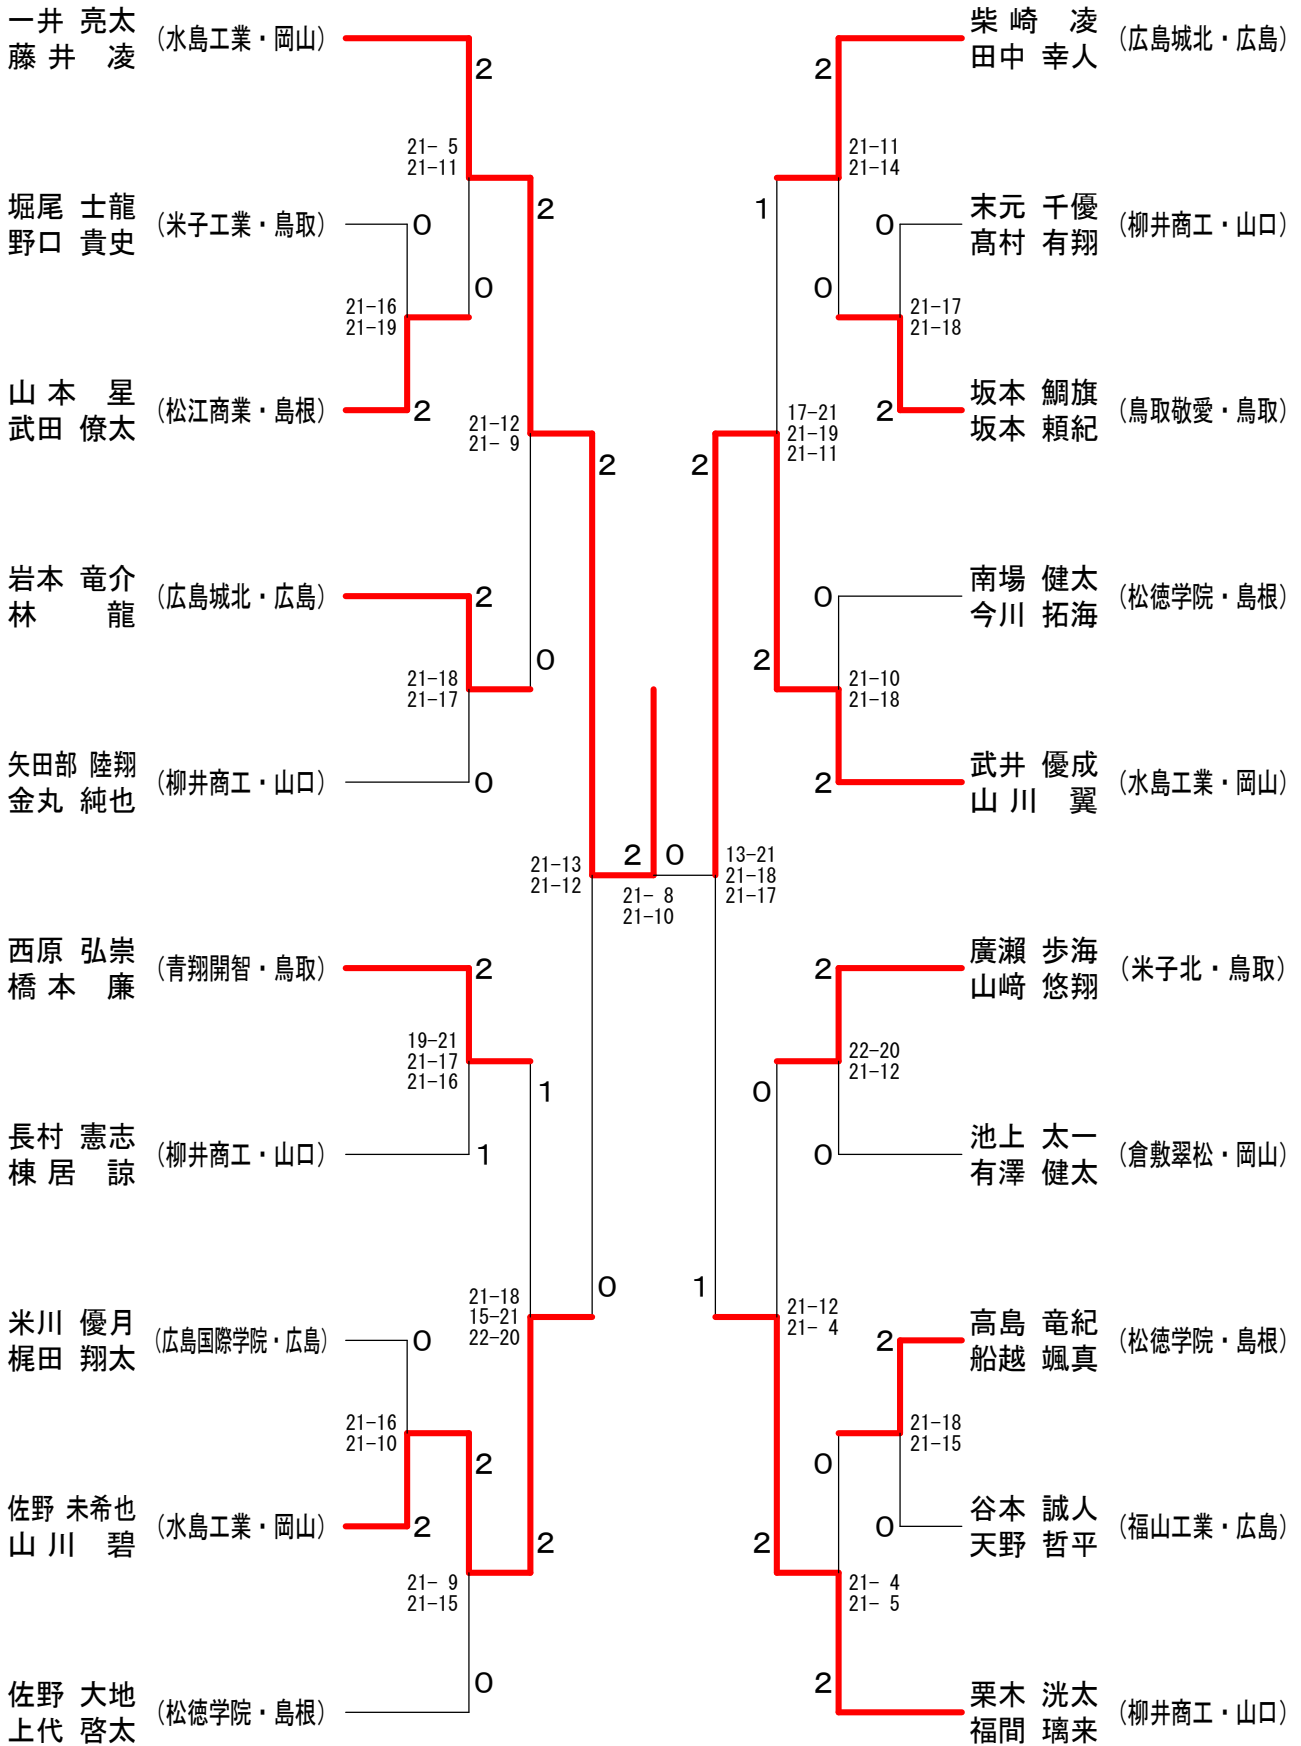 一井 亮太
藤井 凌
(水島工業・岡山)
2
21- 5
21-11
堀尾 士龍
野口 貴史
(米子工業・鳥取)
0
2
0
21-16
21-19
山本 星
武田 僚太
(松江商業・島根)
2
21-12
21- 9
2
岩本 竜介
林 龍
(広島城北・広島)
2
0
21-18
21-17
矢田部 陸翔
金丸 純也
(柳井商工・山口)
0
21-13
21-12
2
0
21- 8
21-10
西原 弘崇
橋本 廉
(青翔開智・鳥取)
2
19-21
21-17
21-16
1
長村 憲志
棟居 諒
(柳井商工・山口)
1
0
21-18
15-21
22-20
米川 優月
梶田 翔太
(広島国際学院・広島)
0
21-16
21-10
2
佐野 未希也
山川 碧
(水島工業・岡山)
2
2
21- 9
21-15
佐野 大地
上代 啓太
(松徳学院・島根)
0
柴崎 凌
田中 幸人
(広島城北・広島)
2
21-11
21-14
1
末元 千優
髙村 有翔
(柳井商工・山口)
0
0
21-17
21-18
坂本 鯛旗
坂本 頼紀
(鳥取敬愛・鳥取)
2
17-21
21-19
21-11
2
南場 健太
今川 拓海
(松徳学院・島根)
0
2
21-10
21-18
武井 優成
山川 翼
(水島工業・岡山)
2
13-21
21-18
21-17
廣瀬 歩海
山﨑 悠翔
(米子北・鳥取)
2
22-20
21-12
0
池上 太一
有澤 健太
(倉敷翠松・岡山)
0
1
21-12
21- 4
高島 竜紀
船越 颯真
(松徳学院・島根)
2
21-18
21-15
0
谷本 誠人
天野 哲平
(福山工業・広島)
0
2
21- 4
21- 5
栗木 洸太
福間 璃来
(柳井商工・山口)
2